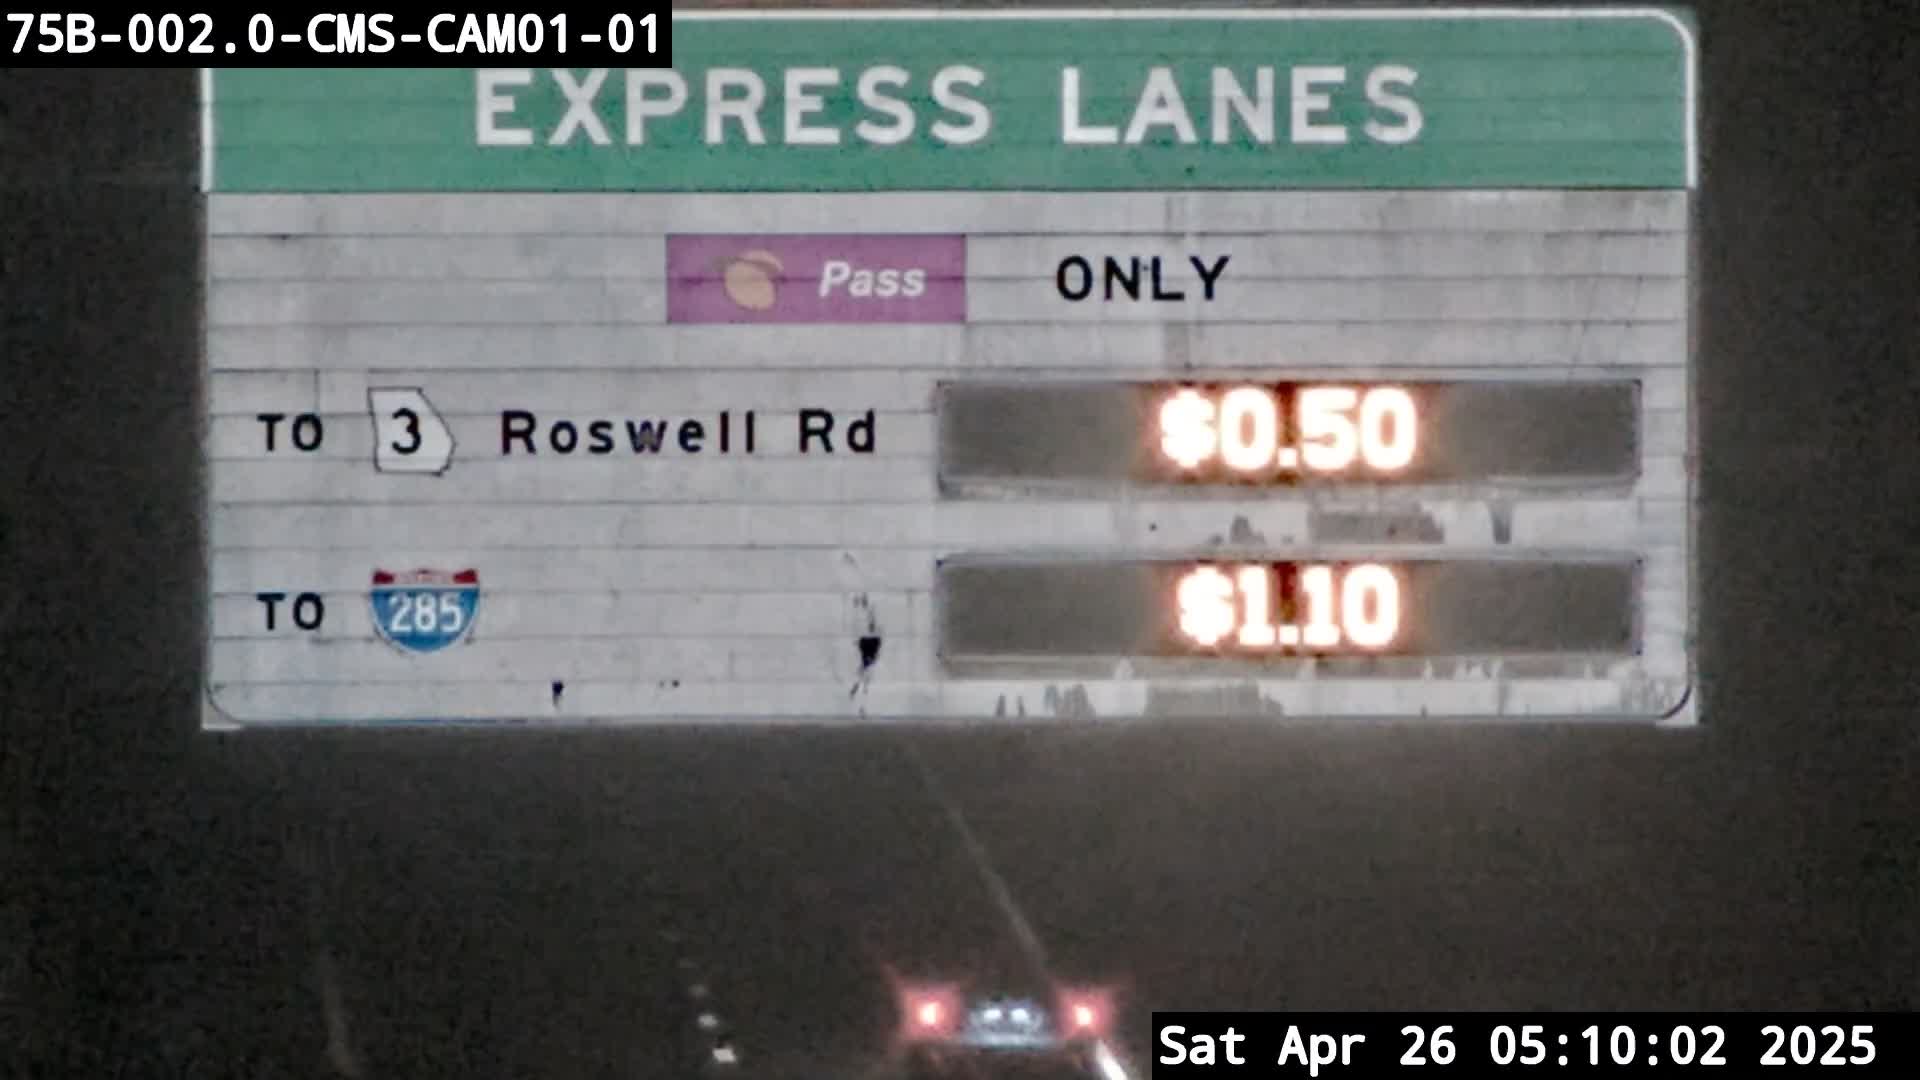 75B-002.0-CMS-CAM01-01
EXPRESS LANES
Pass ONLY
TO 3 Roswell Rd $0.50
TO 285 $1.10
Sat Apr 26 05:10:02 2025